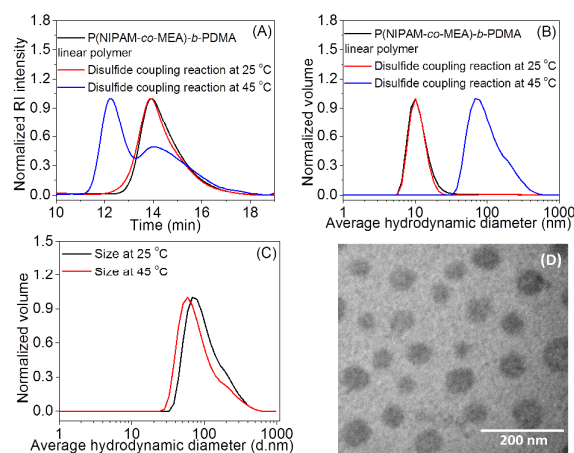 (A)
P(NIPAM-co-MEA)-b-PDMA
linear polymer
Disulfide coupling reaction at 25 °C
Disulfide coupling reaction at 45 °C
Normalized RI intensity
1.8
1.5
1.2
0.9
0.6
0.3
0.0
10 12 14 16 18
Time (min)
(B)
P(NIPAM-co-MEA)-b-PDMA
linear polymer
Disulfide coupling reaction at 25 °C
Disulfide coupling reaction at 45 °C
Normalized volume
1.8
1.5
1.2
0.9
0.6
0.3
0.0
1 10 100 1000
Average hydrodynamic diameter (nm)
(C)
Size at 25 °C
Size at 45 °C
Normalized volume
1.5
1.2
0.9
0.6
0.3
0.0
1 10 100 1000
Average hydrodynamic diameter (d.nm)
(D)
200 nm